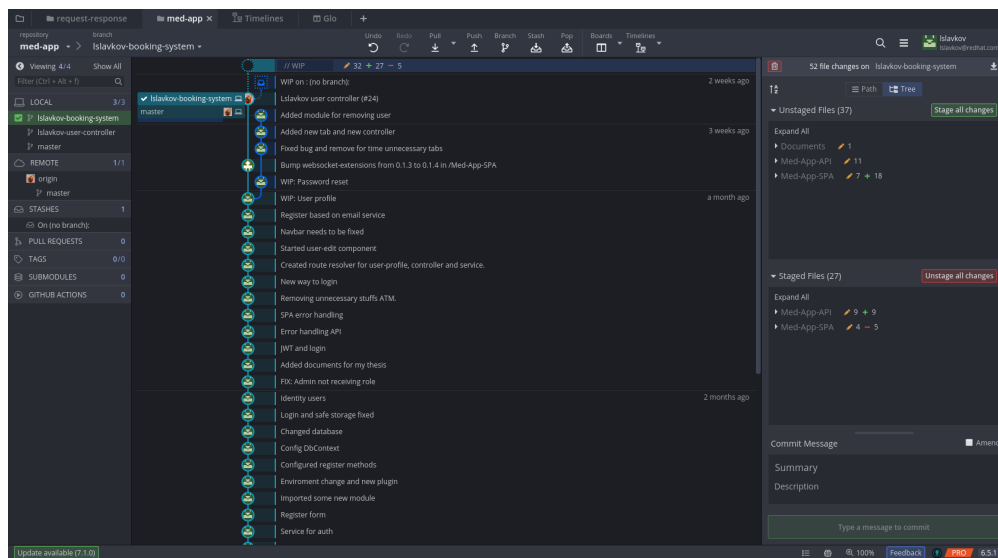 request-response med-app × Timelines Glo +
repository branch Undo Redo Pull Push Branch Stash Pop Boards Timelines
med-app lslavkov-booking-system lslavkov
lslavkov@redhat.com
Viewing 4/4 Show All
Filter (Ctrl + Alt + f)
LOCAL 3/3
lslavkov-booking-system
lslavkov-user-controller
master
REMOTE 1/1
origin
master
STASHES 1
On (no branch):
PULL REQUESTS 0
TAGS 0/0
SUBMODULES 0
GITHUB ACTIONS 0
// WIP 32 + 27 − 5
WIP on : (no branch): 2 weeks ago
lslavkov-booking-system Lslavkov user controller (#24)
master Added module for removing user
Added new tab and new controller 3 weeks ago
Fixed bug and remove for time unnecessary tabs
Bump websocket-extensions from 0.1.3 to 0.1.4 in /Med-App-SPA
WIP: Password reset
WIP: User profile a month ago
Register based on email service
Navbar needs to be fixed
Started user-edit component
Created route resolver for user-profile, controller and service.
New way to login
Removing unnecessary stuffs ATM.
SPA error handling
Error handling API
JWT and login
Added documents for my thesis
FIX: Admin not receiving role
Identity users 2 months ago
Login and safe storage fixed
Changed database
Config DbContext
Configured register methods
Enviroment change and new plugin
Imported some new module
Register form
Service for auth
52 file changes on lslavkov-booking-system
Path Tree
Unstaged Files (37) Stage all changes
Expand All
Documents 1
Med-App-API 11
Med-App-SPA 7 + 18
Staged Files (27) Unstage all changes
Expand All
Med-App-API 9 + 9
Med-App-SPA 4 − 5
Commit Message Amend
Summary
Description
Type a message to commit
Update available (7.1.0) 100% Feedback PRO 6.5.1